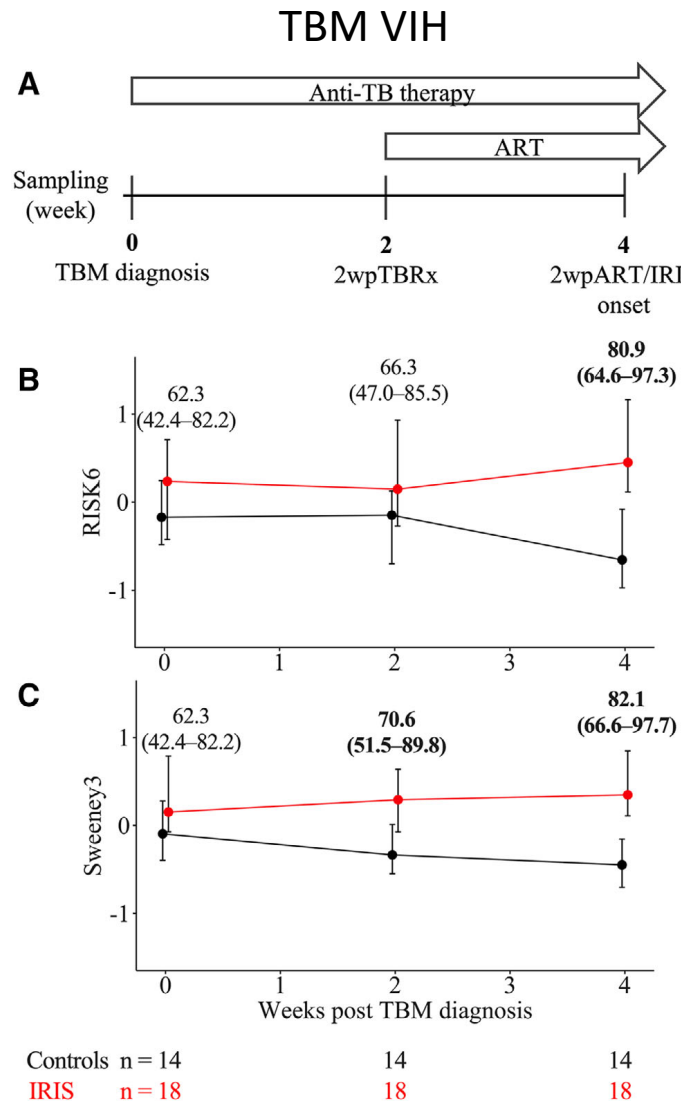 TBM VIH
A
Anti-TB therapy
ART
Sampling
(week)
0 2 4
TBM diagnosis 2wpTBRx 2wpART/IRI
onset
B
62.3
(42.4–82.2)
66.3
(47.0–85.5)
80.9
(64.6–97.3)
RISK6
1
0
-1
0 1 2 3 4
C
62.3
(42.4–82.2)
70.6
(51.5–89.8)
82.1
(66.6–97.7)
Sweeney3
1
0
-1
0 1 2 3 4
Weeks post TBM diagnosis
Controls n = 14 14 14
IRIS n = 18 18 18